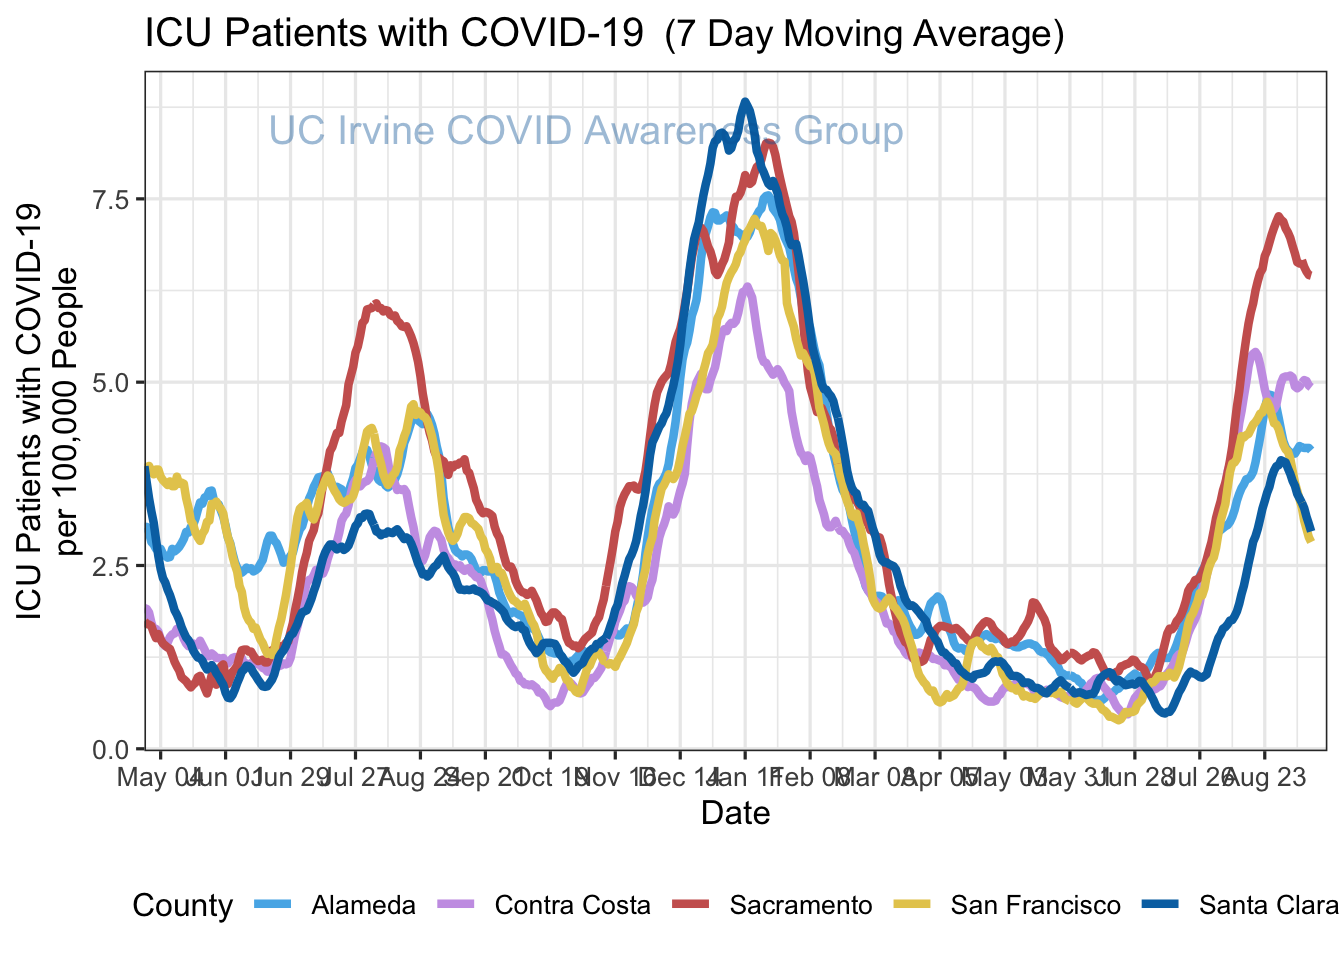 ICU Patients with COVID-19 (7 Day Moving Average)
UC Irvine COVID Awareness Group
ICU Patients with COVID-19
per 100,000 People
7.5
5.0
2.5
0.0
May 04 Jun 01 Jun 29 Jul 27 Aug 24 Sep 21 Oct 19 Nov 16 Dec 14 Jan 11 Feb 08 Mar 08 Apr 05 May 03 May 31 Jun 28 Jul 26 Aug 23
Date
County Alameda Contra Costa Sacramento San Francisco Santa Clara